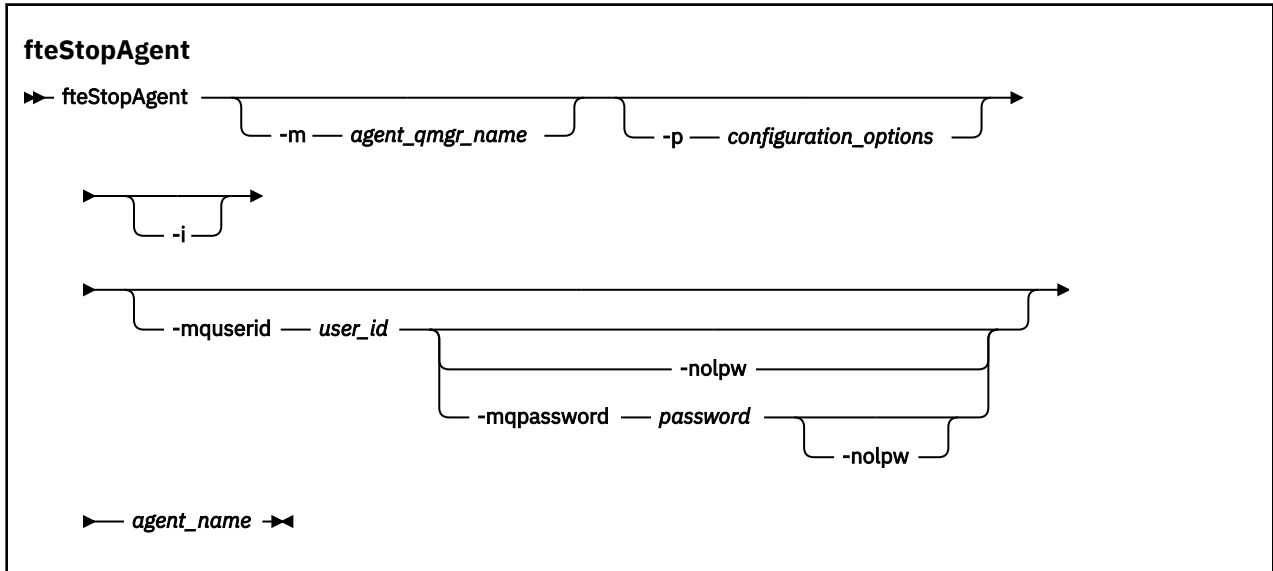 fteStopAgent
fteStopAgent
-m agent_qmgr_name -p configuration_options
-i
-mquserid user_id
-nolpw
-mqpassword password
-nolpw
agent_name